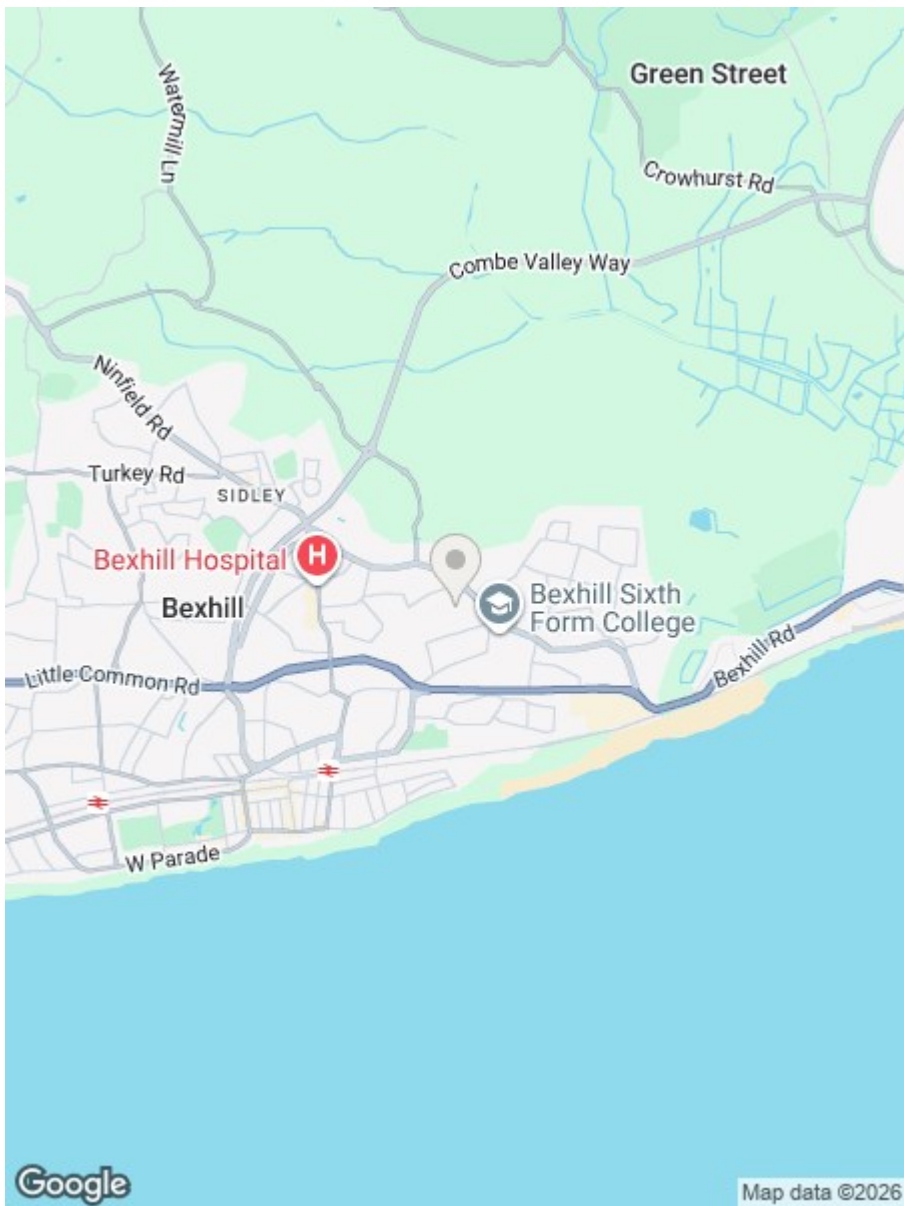 Green Street
Watermill Ln
Crowhurst Rd
Combe Valley Way
Ninfield Rd
Turkey Rd
SIDLEY
Bexhill Hospital
H
Bexhill
Bexhill Sixth
Form College
Bexhill Rd
Little Common Rd
W Parade
Google
Map data ©2026